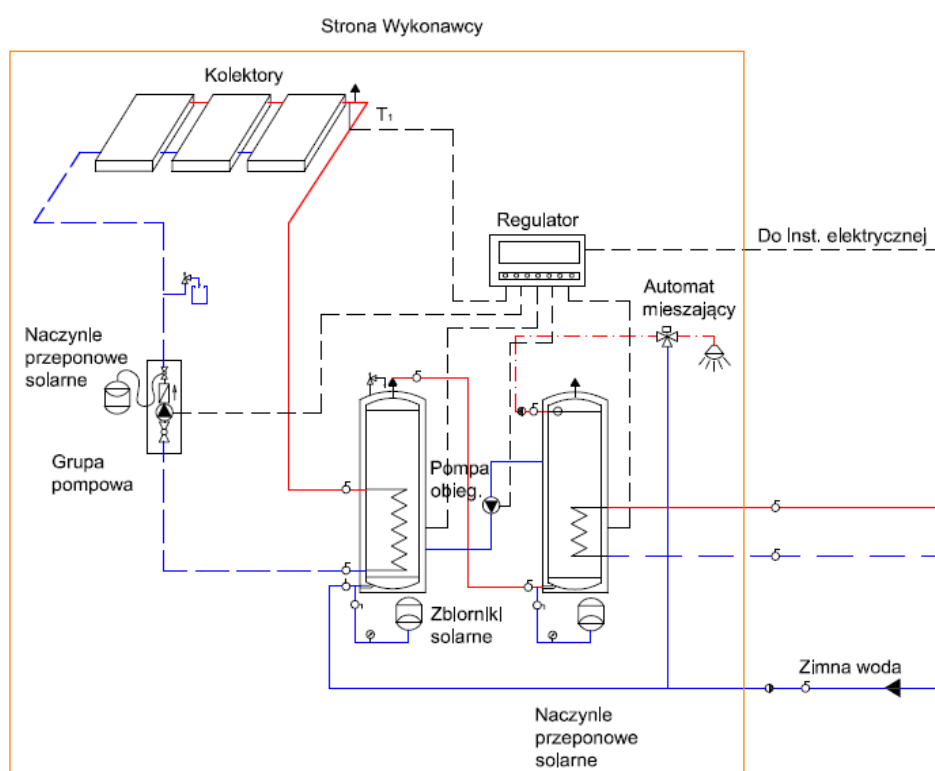 Strona Wykonawcy
Kolektory
T₁
Regulator
Do Inst. elektrycznej
Automat
mieszający
Naczynie
przeponowe
solarne
Grupa
pompowa
Pompa
obieg.
Zbiorniki
solarne
Zimna woda
Naczynie
przeponowe
solarne